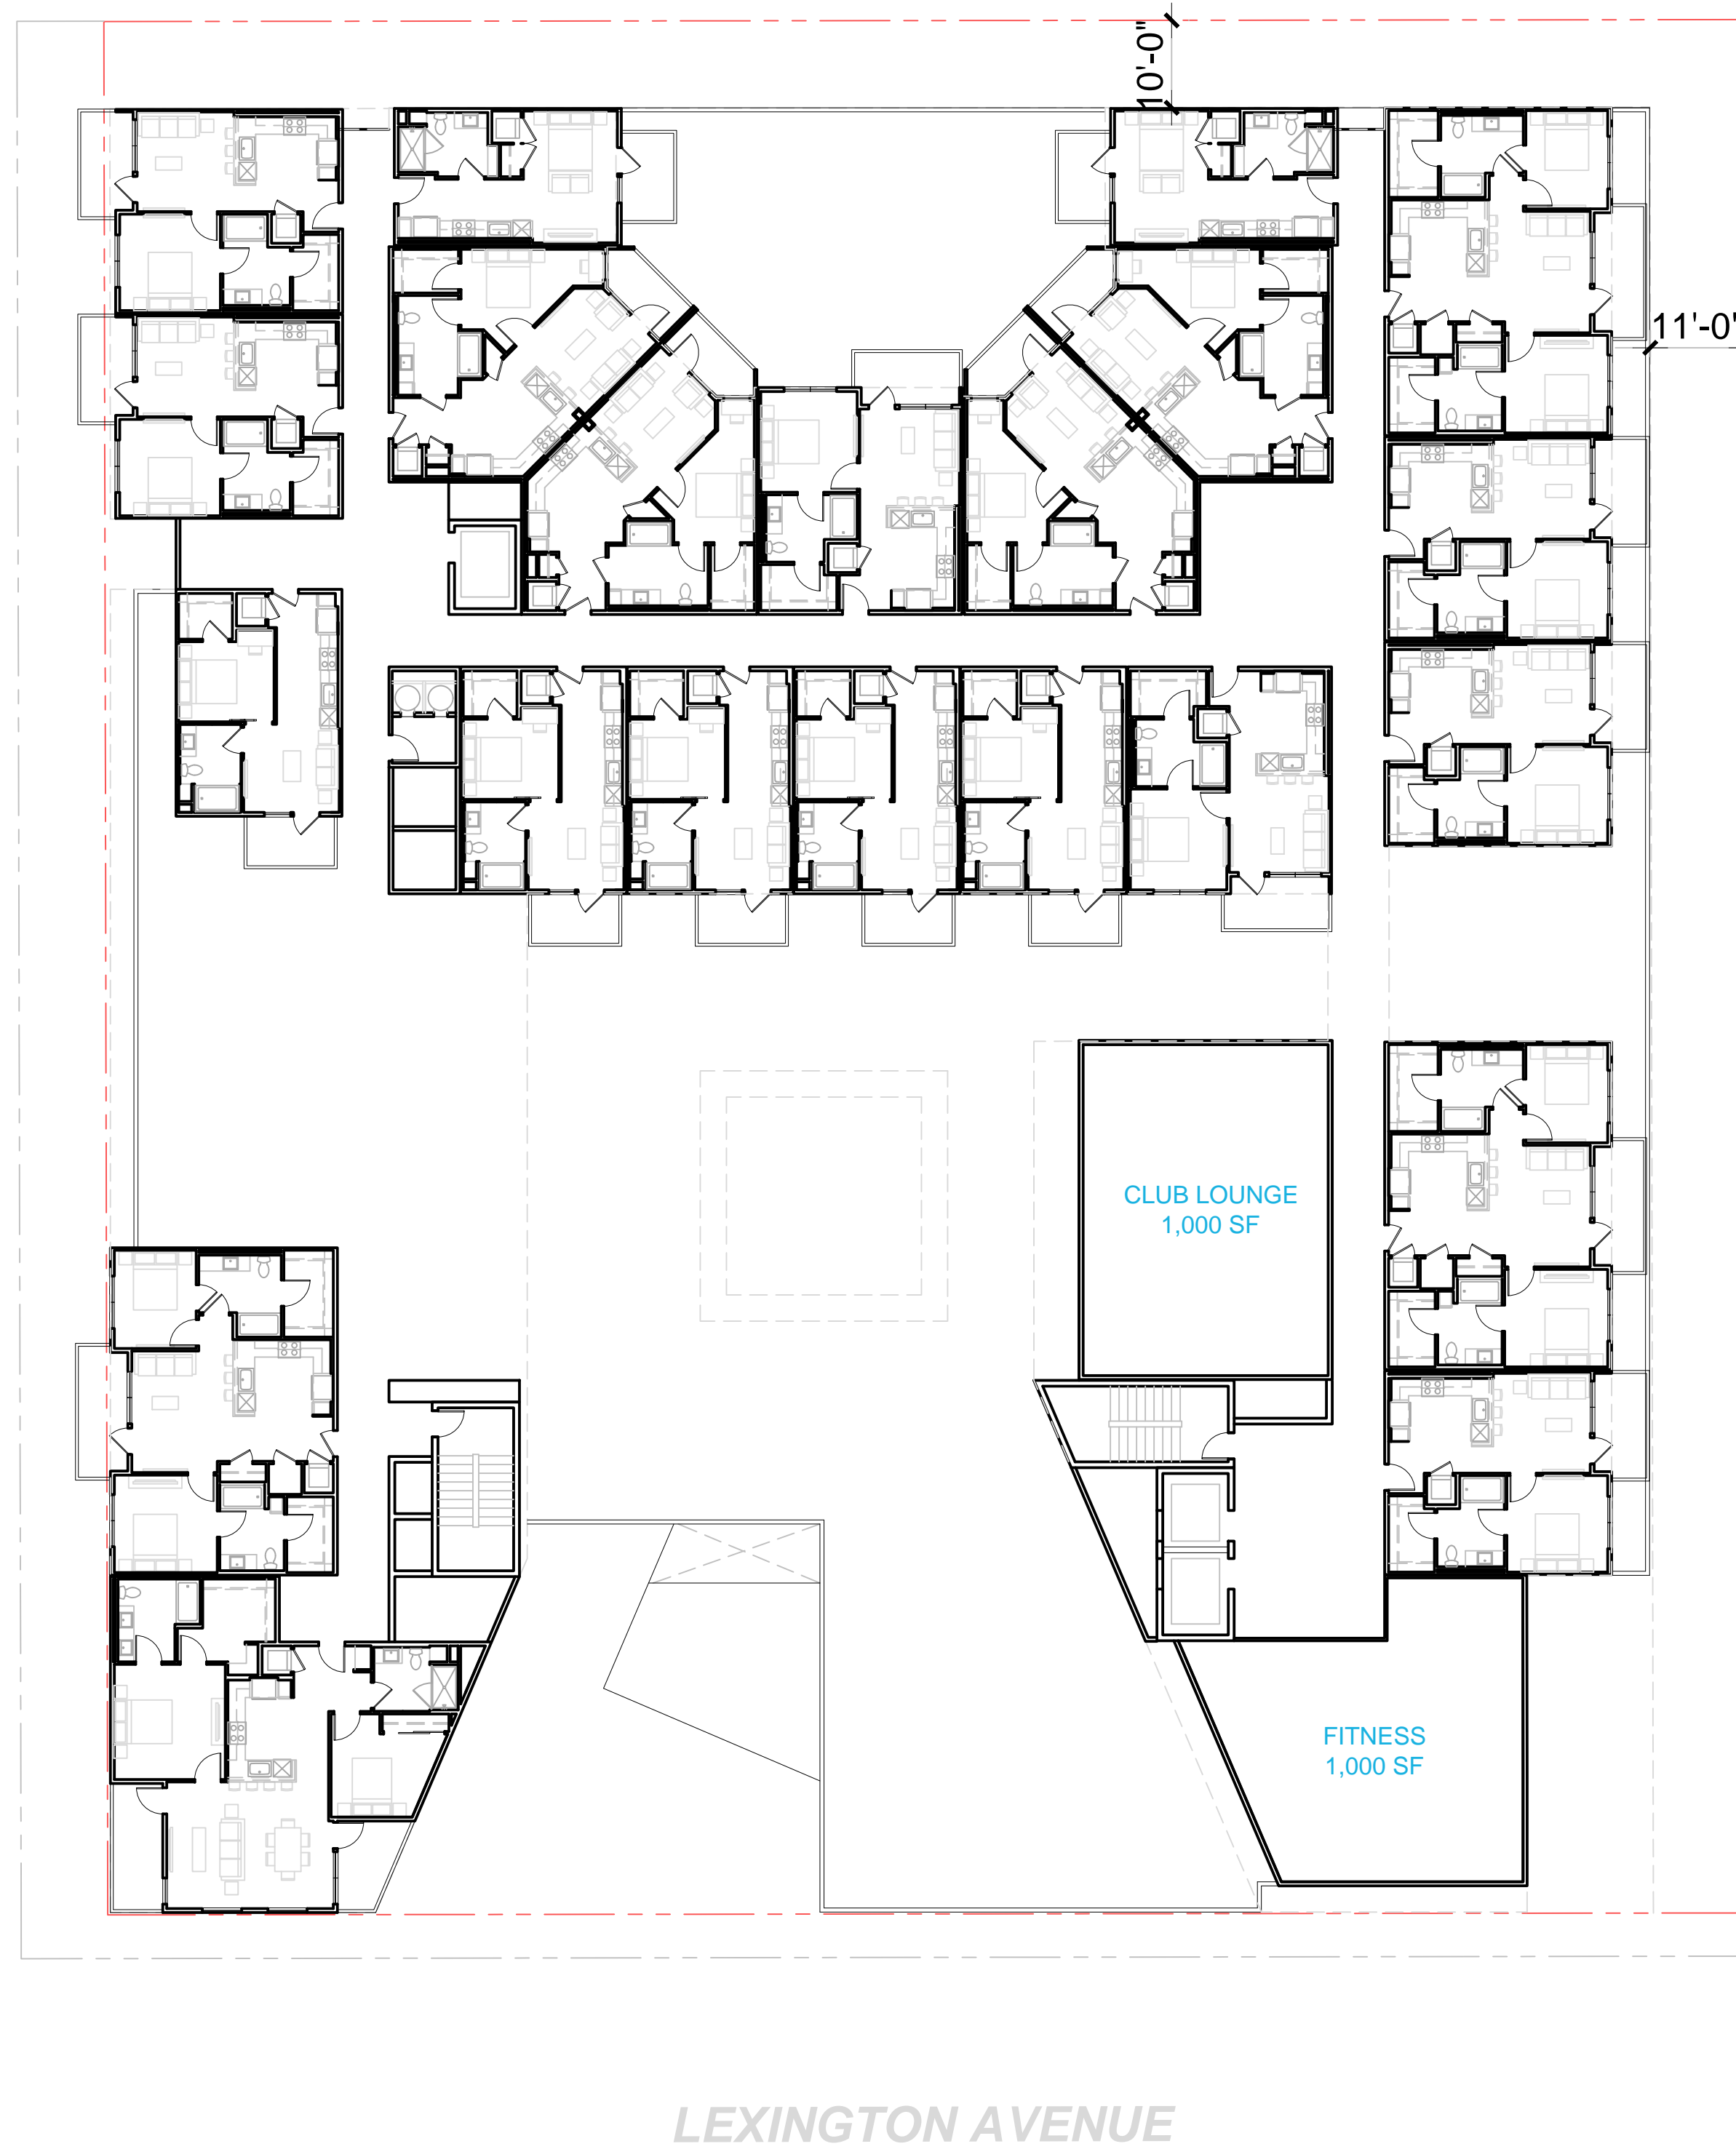 10'-0"
11'-0"
CLUB LOUNGE
1,000 SF
FITNESS
1,000 SF
LEXINGTON AVENUE